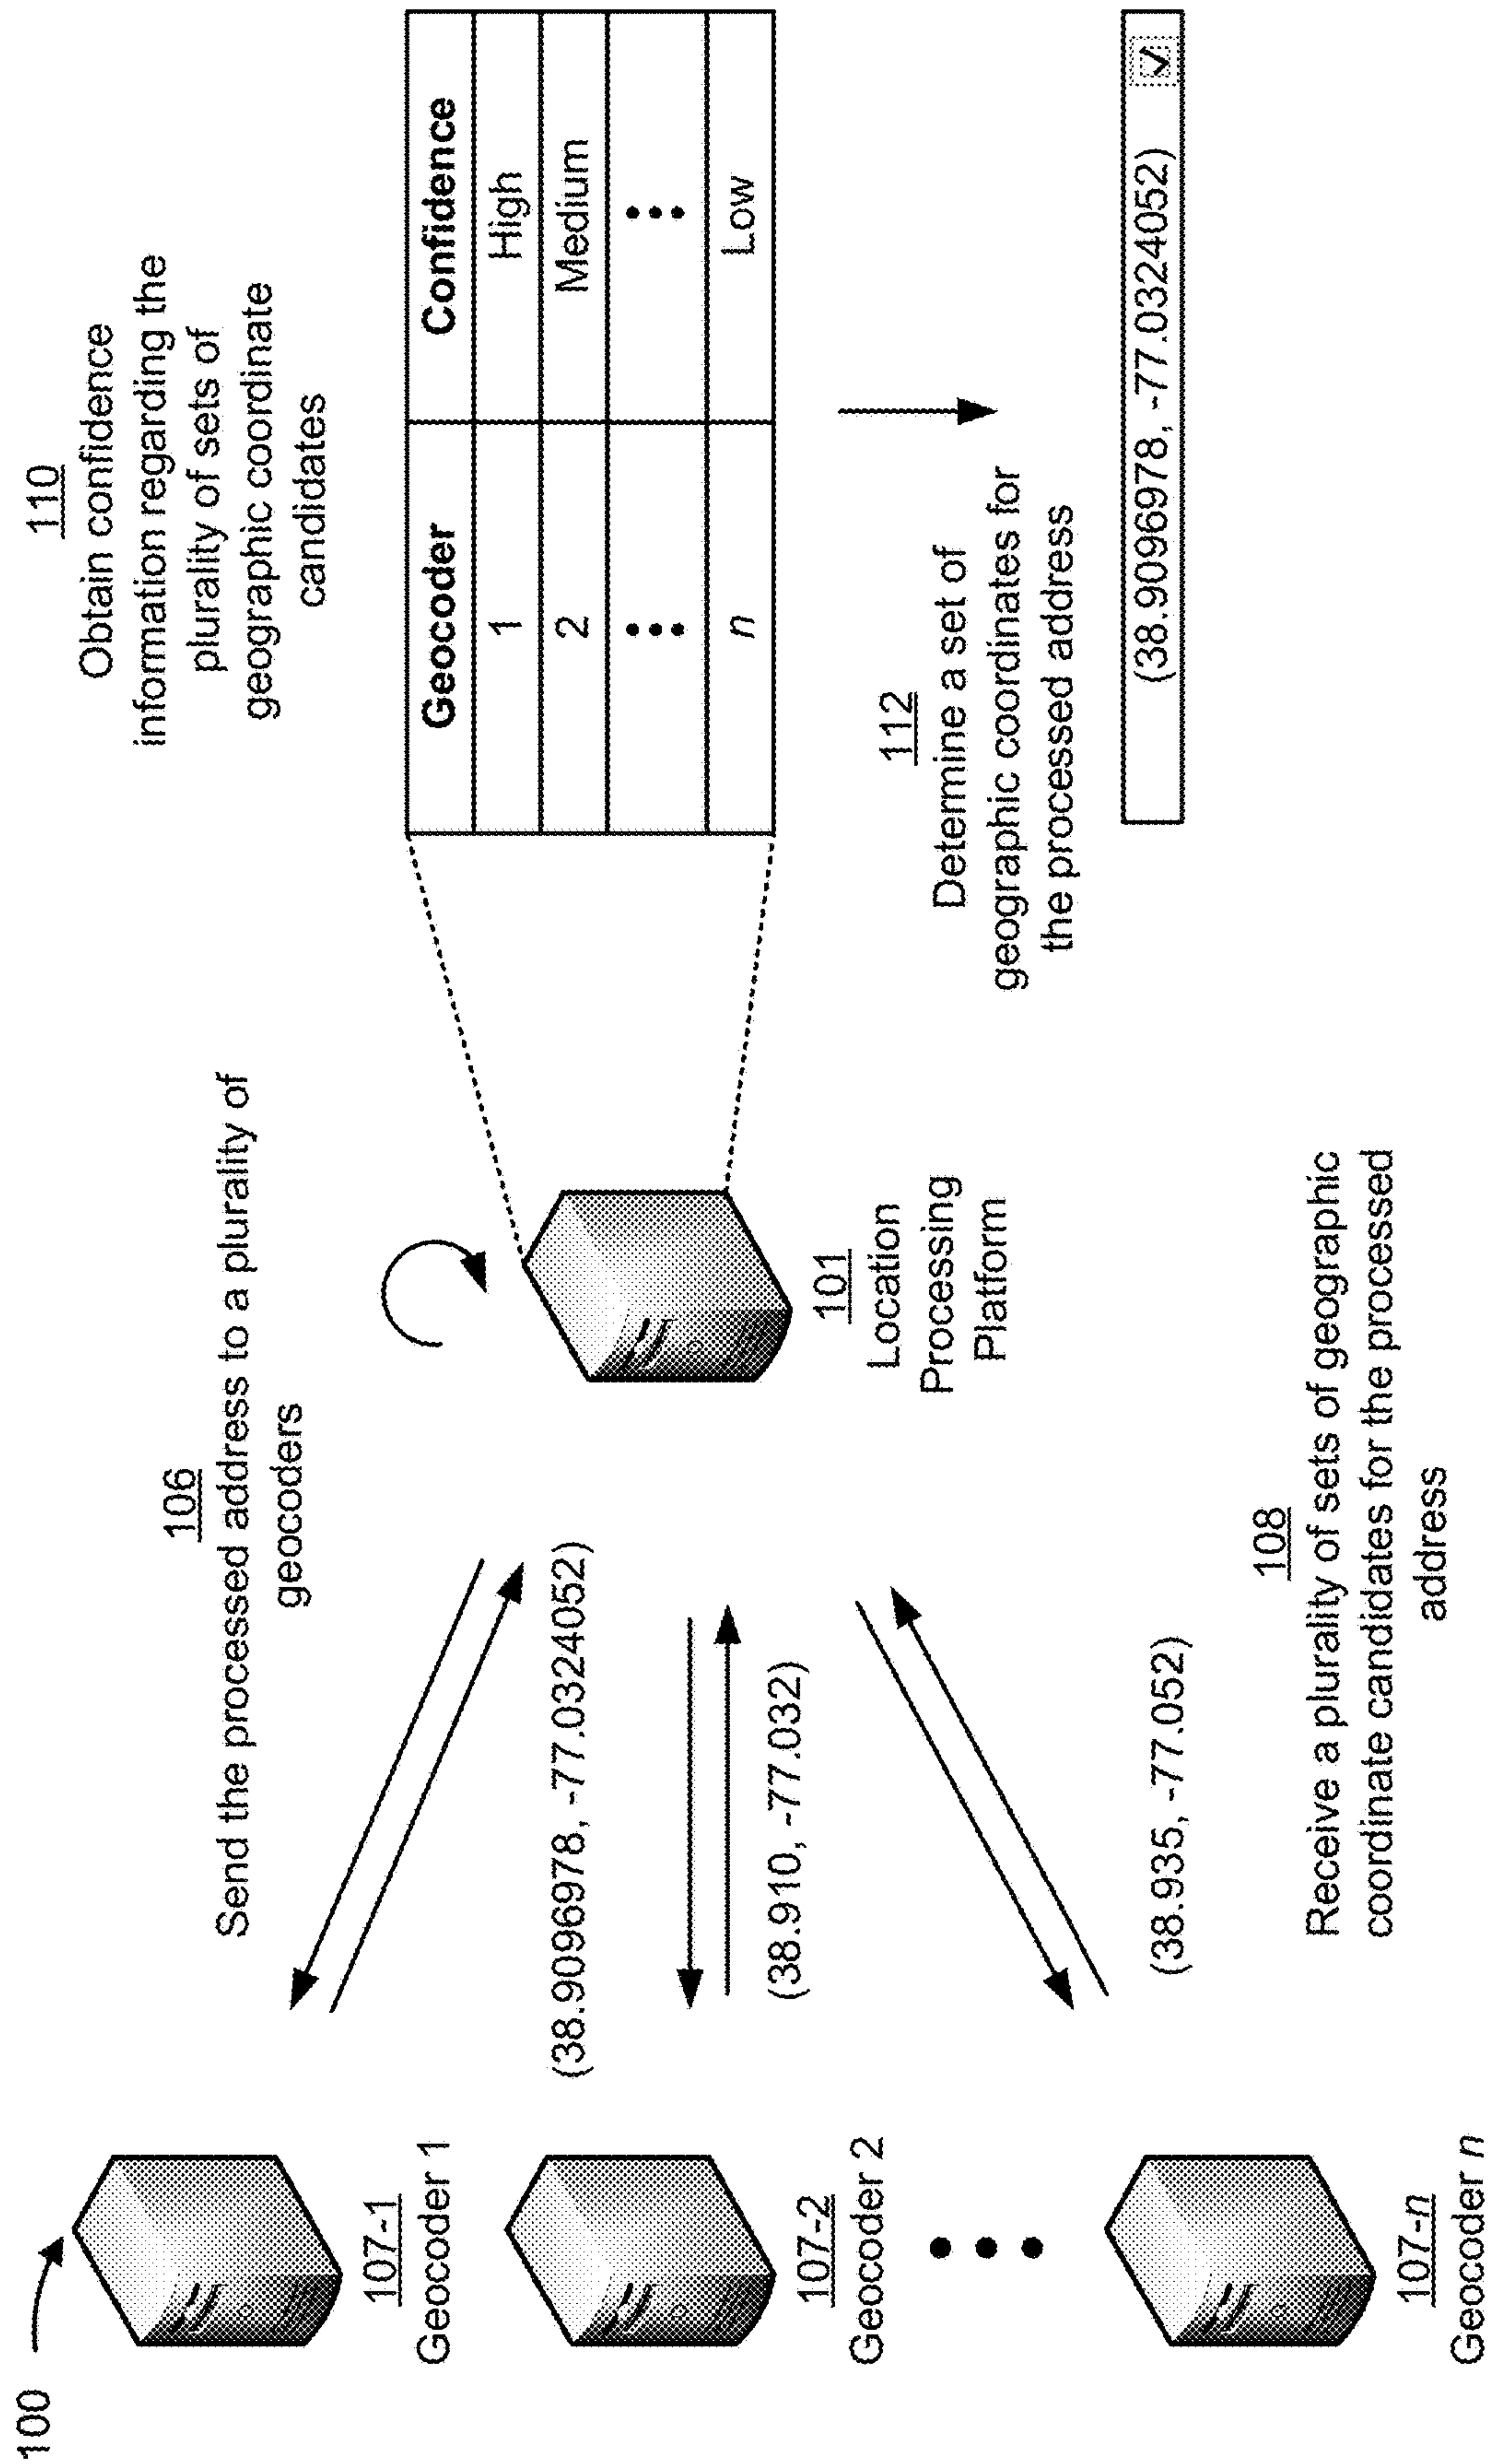 100
107-1
Geocoder 1
107-2
Geocoder 2
107-n
Geocoder n
106
Send the processed address to a plurality of
geocoders
(38.9096978, -77.0324052)
(38.910, -77.032)
(38.935, -77.052)
108
Receive a plurality of sets of geographic
coordinate candidates for the processed
address
101
Location
Processing
Platform
110
Obtain confidence
information regarding the
plurality of sets of
geographic coordinate
candidates
Geocoder Confidence
1 High
2 Medium
n Low
112
Determine a set of
geographic coordinates for
the processed address
(38.9096978, -77.0324052)